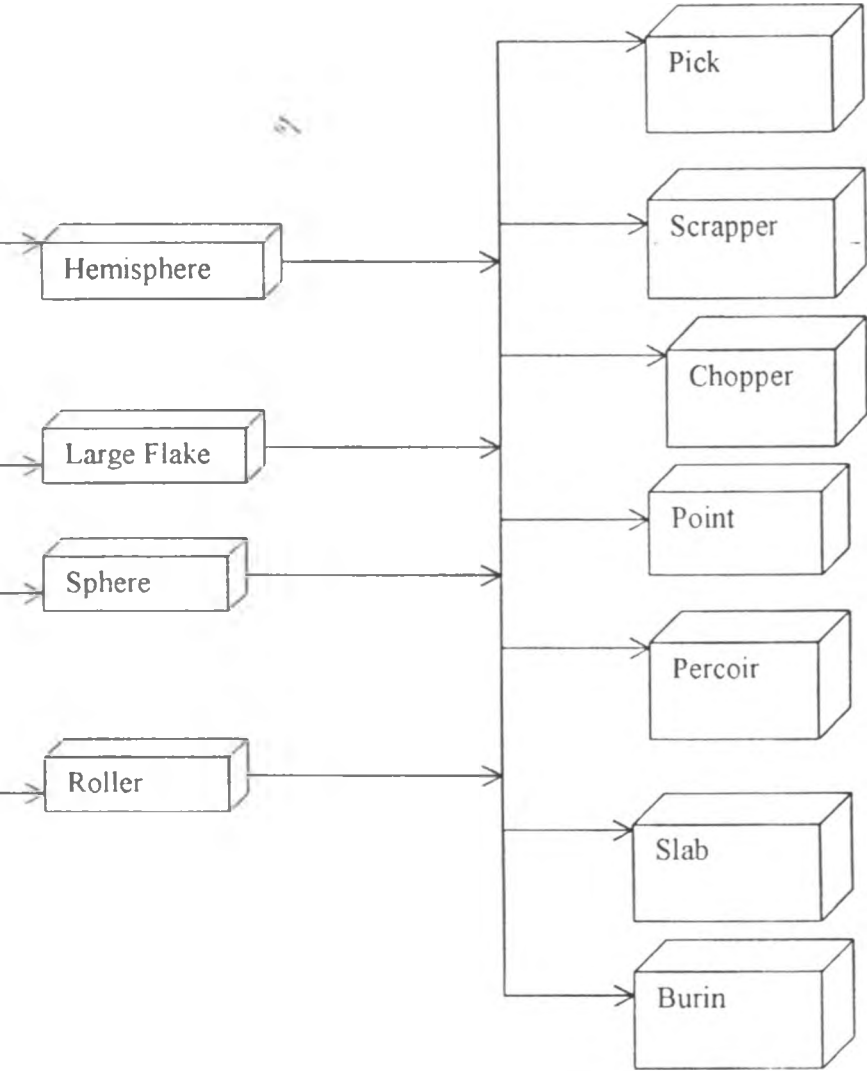 Pick
Scrapper
Hemisphere
Chopper
Large Flake
Point
Sphere
Percoir
Roller
Slab
Burin